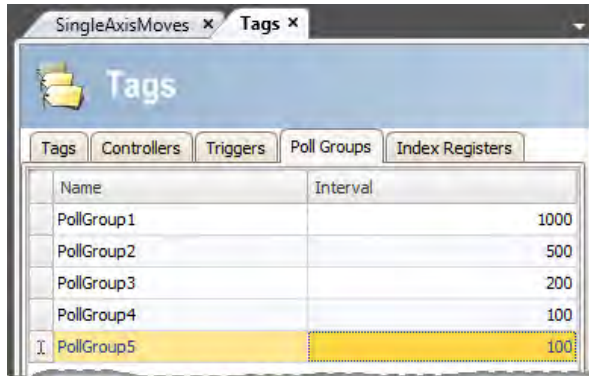 SingleAxisMoves × Tags ×
Tags
Tags Controllers Triggers Poll Groups Index Registers
Name Interval
PollGroup1 1000
PollGroup2 500
PollGroup3 200
PollGroup4 100
PollGroup5 100